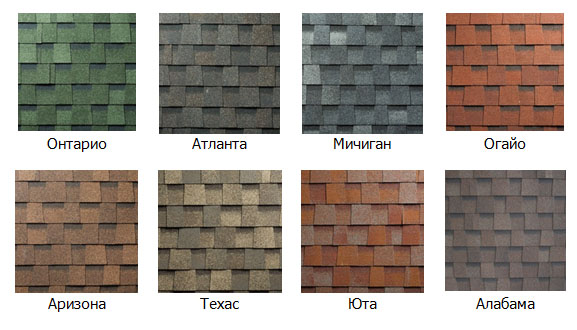 Онтарио
Атланта
Мичиган
Огайо
Аризона
Техас
Юта
Алабама